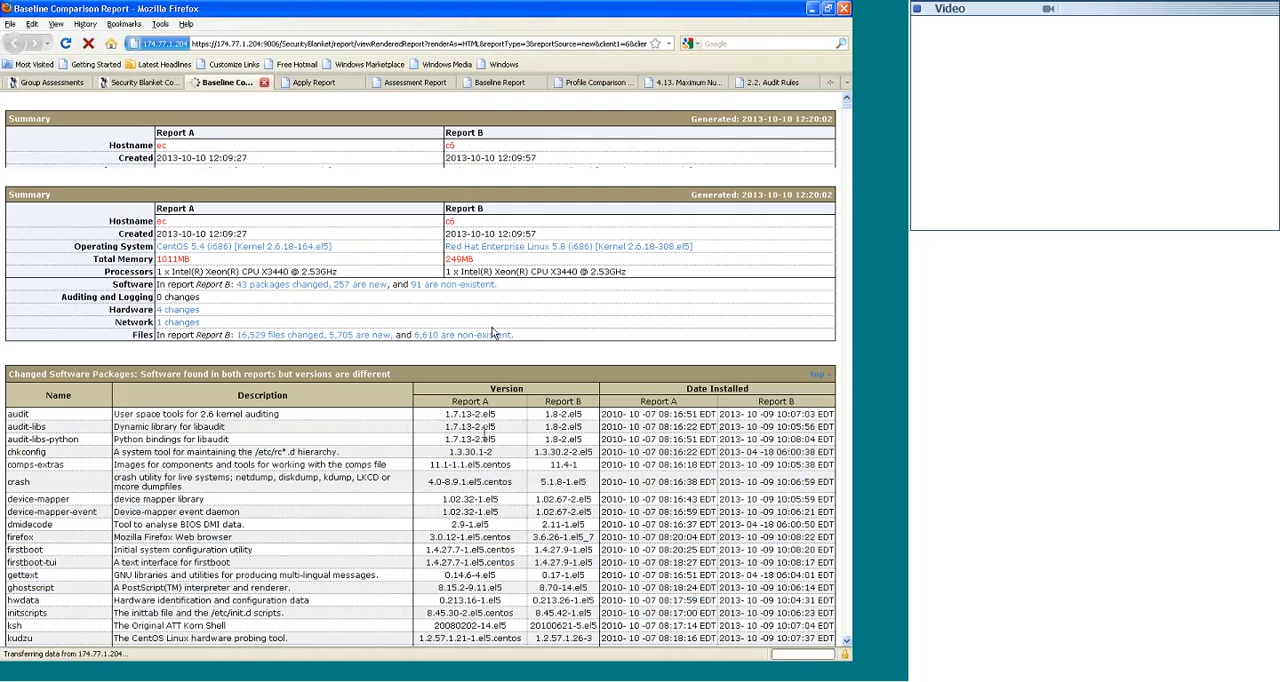 Baseline Comparison Report - Mozilla Firefox
Video
File Edit View History Bookmarks Tools Help
174.77.1.204 https://174.77.1.204:9006/SecurityBlanket/report/viewRenderedReport?renderAs=HTML&reportType=3&reportSource=new&client1=6&clier
Google
Most Visited Getting Started Latest Headlines Customize Links Free Hotmail Windows Marketplace Windows Media Windows
Group Assessments Security Blanket Co... Baseline Co... Apply Report Assessment Report Baseline Report Profile Comparison ... 4.13. Maximum Nu... 2.2. Audit Rules
Summary Generated: 2013-10-10 12:20:02
Report A Report B
Hostname ec c6
Created 2013-10-10 12:09:27 2013-10-10 12:09:57
Summary Generated: 2013-10-10 12:20:02
Report A Report B
Hostname ec c6
Created 2013-10-10 12:09:27 2013-10-10 12:09:57
Operating System CentOS 5.4 (i686) [Kernel 2.6.18-164.el5] Red Hat Enterprise Linux 5.8 (i686) [Kernel 2.6.18-308.el5]
Total Memory 1011MB 249MB
Processors 1 x Intel(R) Xeon(R) CPU X3440 @ 2.53GHz 1 x Intel(R) Xeon(R) CPU X3440 @ 2.53GHz
Software In report Report B: 43 packages changed, 257 are new, and 91 are non-existent.
Auditing and Logging 0 changes
Hardware 4 changes
Network 1 changes
Files In report Report B: 16,529 files changed, 5,705 are new, and 6,610 are non-existent.
Changed Software Packages: Software found in both reports but versions are different Top
Name Description Version Date Installed
Report A Report B Report A Report B
audit User space tools for 2.6 kernel auditing 1.7.13-2.el5 1.8-2.el5 2010- 10 -07 08:16:51 EDT 2013- 10 -09 10:07:03 EDT
audit-libs Dynamic library for libaudit 1.7.13-2.el5 1.8-2.el5 2010- 10 -07 08:16:22 EDT 2013- 10 -09 10:05:56 EDT
audit-libs-python Python bindings for libaudit 1.7.13-2.el5 1.8-2.el5 2010- 10 -07 08:16:51 EDT 2013- 10 -09 10:08:04 EDT
chkconfig A system tool for maintaining the /etc/rc*.d hierarchy. 1.3.30.1-2 1.3.30.2-2.el5 2010- 10 -07 08:16:22 EDT 2013- 04 -18 06:00:38 EDT
comps-extras Images for components and tools for working with the comps file 11.1-1.1.el5.centos 11.4-1 2010- 10 -07 08:16:18 EDT 2013- 10 -09 10:05:38 EDT
crash crash utility for live systems; netdump, diskdump, kdump, LKCD or mcore dumpfiles 4.0-8.9.1.el5.centos 5.1.8-1.el5 2010- 10 -07 08:16:38 EDT 2013- 10 -09 10:06:59 EDT
device-mapper device mapper library 1.02.32-1.el5 1.02.67-2.el5 2010- 10 -07 08:16:43 EDT 2013- 10 -09 10:05:59 EDT
device-mapper-event Device-mapper event daemon 1.02.32-1.el5 1.02.67-2.el5 2010- 10 -07 08:16:59 EDT 2013- 10 -09 10:06:21 EDT
dmidecode Tool to analyse BIOS DMI data. 2.9-1.el5 2.11-1.el5 2010- 10 -07 08:16:37 EDT 2013- 04 -18 06:00:50 EDT
firefox Mozilla Firefox Web browser 3.0.12-1.el5.centos 3.6.26-1.el5_7 2010- 10 -07 08:20:04 EDT 2013- 10 -09 10:08:22 EDT
firstboot Initial system configuration utility 1.4.27.7-1.el5.centos 1.4.27.9-1.el5 2010- 10 -07 08:20:25 EDT 2013- 10 -09 10:08:20 EDT
firstboot-tui A text interface for firstboot 1.4.27.7-1.el5.centos 1.4.27.9-1.el5 2010- 10 -07 08:18:27 EDT 2013- 10 -09 10:08:17 EDT
gettext GNU libraries and utilities for producing multi-lingual messages. 0.14.6-4.el5 0.17-1.el5 2010- 10 -07 08:16:51 EDT 2013- 04 -18 06:04:01 EDT
ghostscript A PostScript(TM) interpreter and renderer. 8.15.2-9.11.el5 8.70-14.el5 2010- 10 -07 08:18:24 EDT 2013- 10 -09 10:06:14 EDT
hwdata Hardware identification and configuration data 0.213.16-1.el5 0.213.26-1.el5 2010- 10 -07 08:17:59 EDT 2013- 10 -09 10:04:31 EDT
initscripts The inittab file and the /etc/init.d scripts. 8.45.30-2.el5.centos 8.45.42-1.el5 2010- 10 -07 08:17:00 EDT 2013- 10 -09 10:06:23 EDT
ksh The Original ATT Korn Shell 20080202-14.el5 20100621-5.el5 2010- 10 -07 08:17:14 EDT 2013- 10 -09 10:07:04 EDT
kudzu The CentOS Linux hardware probing tool. 1.2.57.1.21-1.el5.centos 1.2.57.1.26-3 2010- 10 -07 08:18:16 EDT 2013- 10 -09 10:07:37 EDT
Transferring data from 174.77.1.204...